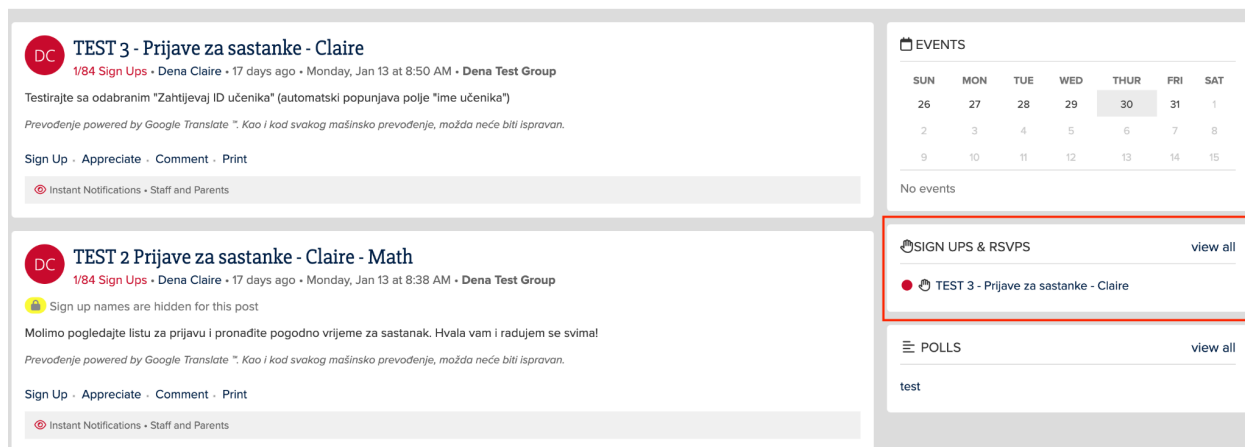 DC
TEST 3 - Prijave za sastanke - Claire
1/84 Sign Ups • Dena Claire • 17 days ago • Monday, Jan 13 at 8:50 AM • Dena Test Group
Testirajte sa odabranim "Zahtijevaj ID učenika" (automatski popunjava polje "ime učenika")
Prevođenje powered by Google Translate ™. Kao i kod svakog mašinsko prevođenje, možda neće biti ispravan.
Sign Up · Appreciate · Comment · Print
Instant Notifications • Staff and Parents
DC
TEST 2 Prijave za sastanke - Claire - Math
1/84 Sign Ups • Dena Claire • 17 days ago • Monday, Jan 13 at 8:38 AM • Dena Test Group
Sign up names are hidden for this post
Molimo pogledajte listu za prijavu i pronađite pogodno vrijeme za sastanak. Hvala vam i radujem se svima!
Prevođenje powered by Google Translate ™. Kao i kod svakog mašinsko prevođenje, možda neće biti ispravan.
Sign Up · Appreciate · Comment · Print
Instant Notifications • Staff and Parents
EVENTS
SUN MON TUE WED THUR FRI SAT
26 27 28 29 30 31 1
2 3 4 5 6 7 8
9 10 11 12 13 14 15
No events
SIGN UPS & RSVPS view all
TEST 3 - Prijave za sastanke - Claire
POLLS view all
test